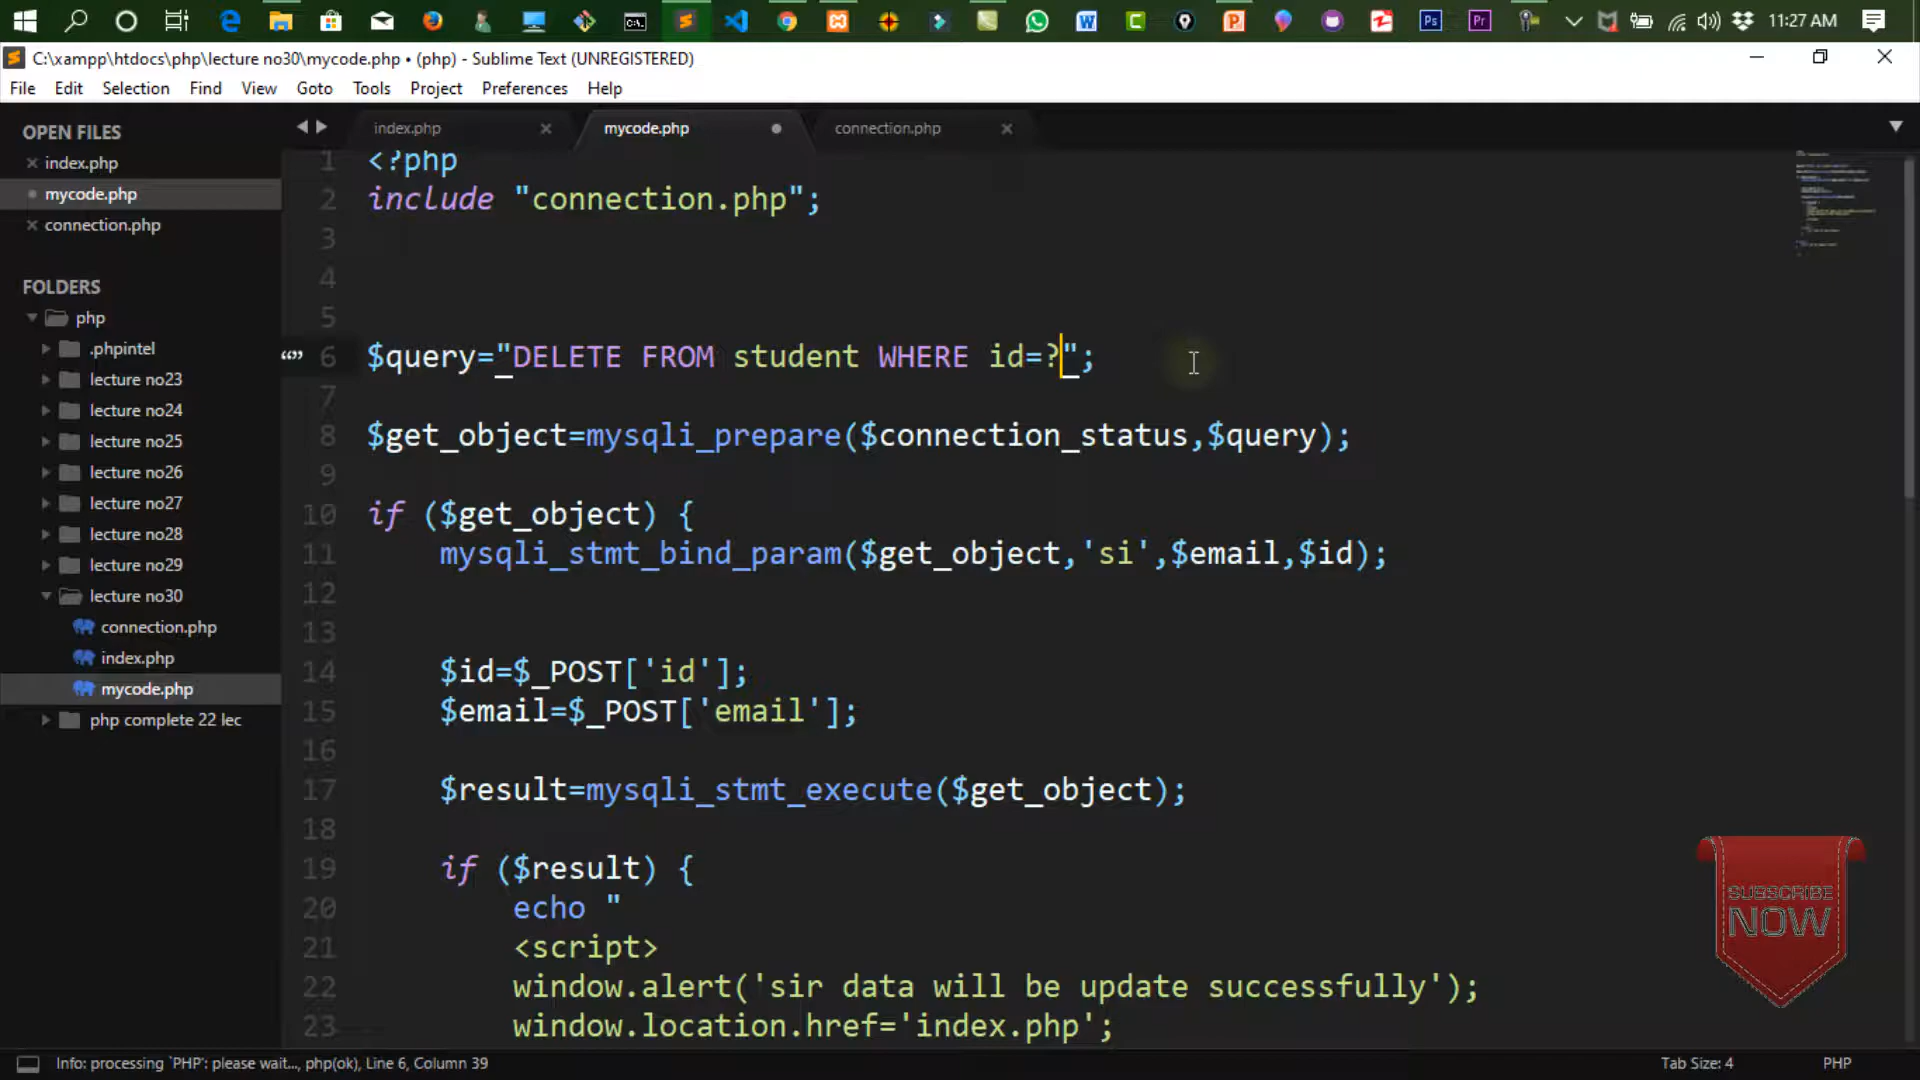 11:27 AM
C:\xampp\htdocs\php\lecture no30\mycode.php • (php) - Sublime Text (UNREGISTERED)
File Edit Selection Find View Goto Tools Project Preferences Help
OPEN FILES
index.php
mycode.php
connection.php
FOLDERS
php
.phpintel
lecture no23
lecture no24
lecture no25
lecture no26
lecture no27
lecture no28
lecture no29
lecture no30
connection.php
index.php
mycode.php
php complete 22 lec
index.php mycode.php connection.php
1 <?php
2 include "connection.php";
3
4
5
6 $query="DELETE FROM student WHERE id=?";
7
8 $get_object=mysqli_prepare($connection_status,$query);
9
10 if ($get_object) {
11 mysqli_stmt_bind_param($get_object,'si',$email,$id);
12
13
14 $id=$_POST['id'];
15 $email=$_POST['email'];
16
17 $result=mysqli_stmt_execute($get_object);
18
19 if ($result) {
20 echo "
21 <script>
22 window.alert('sir data will be update successfully');
23 window.location.href='index.php';
SUBSCRIBE
NOW
Info: processing `PHP': please wait..., php(ok), Line 6, Column 39
Tab Size: 4
PHP